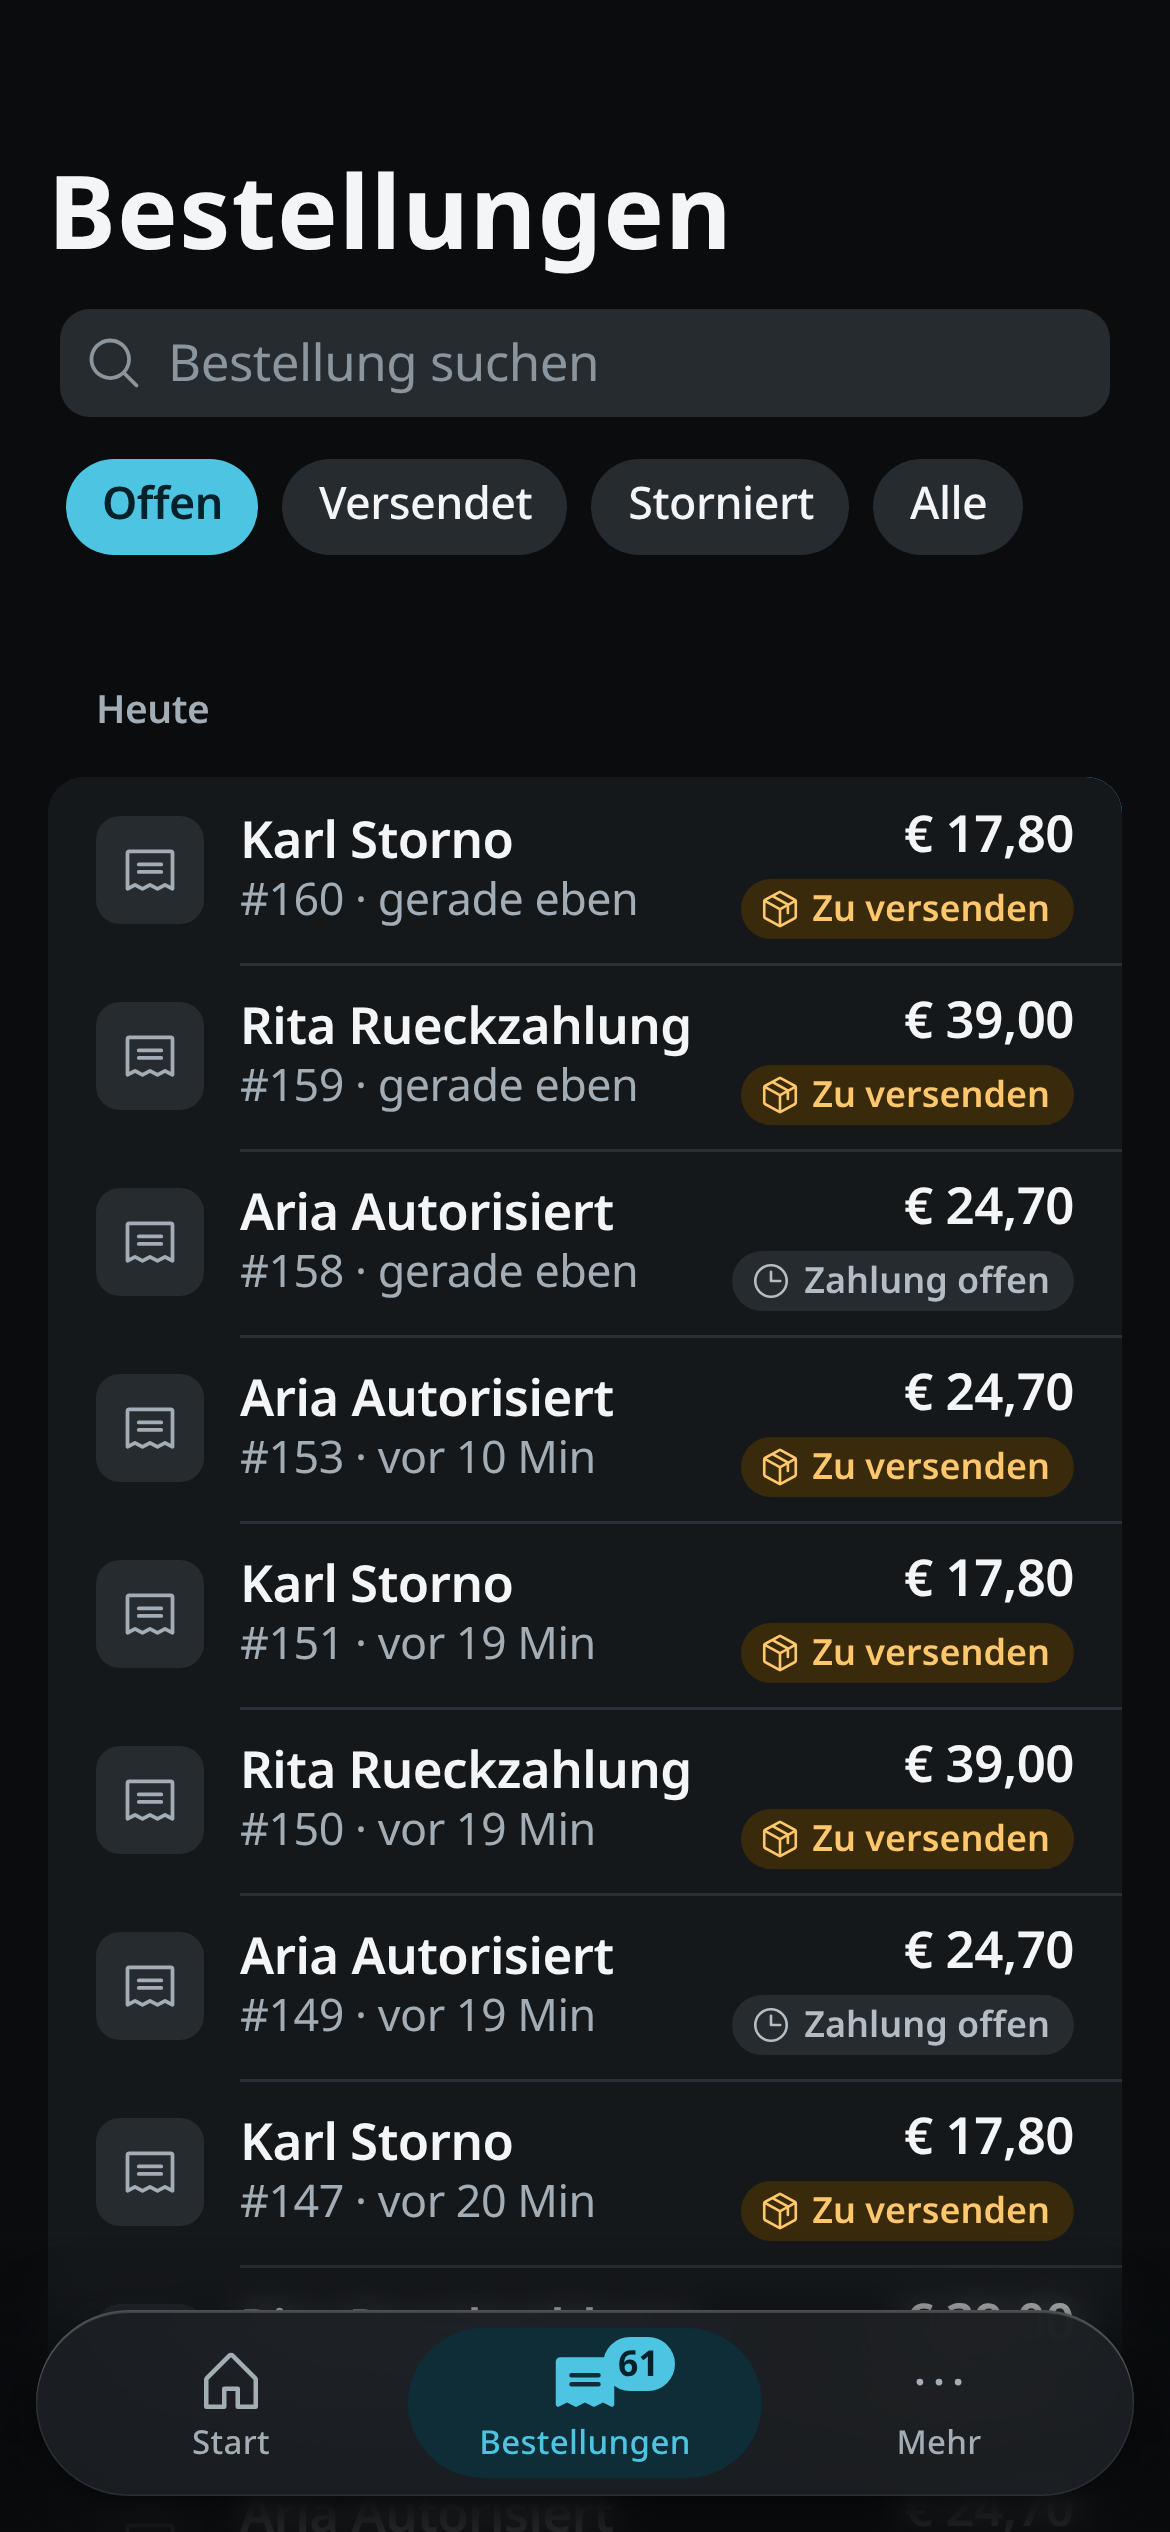 Bestellungen
Bestellung suchen
Offen
Versendet
Storniert
Alle
Heute
Karl Storno
€ 17,80
#160 · gerade eben
Zu versenden
Rita Rueckzahlung
€ 39,00
#159 · gerade eben
Zu versenden
Aria Autorisiert
€ 24,70
#158 · gerade eben
Zahlung offen
Aria Autorisiert
€ 24,70
#153 · vor 10 Min
Zu versenden
Karl Storno
€ 17,80
#151 · vor 19 Min
Zu versenden
Rita Rueckzahlung
€ 39,00
#150 · vor 19 Min
Zu versenden
Aria Autorisiert
€ 24,70
#149 · vor 19 Min
Zahlung offen
Karl Storno
€ 17,80
#147 · vor 20 Min
Zu versenden
61
Start
Bestellungen
Mehr
Aria Autorisiert
€ 24,70